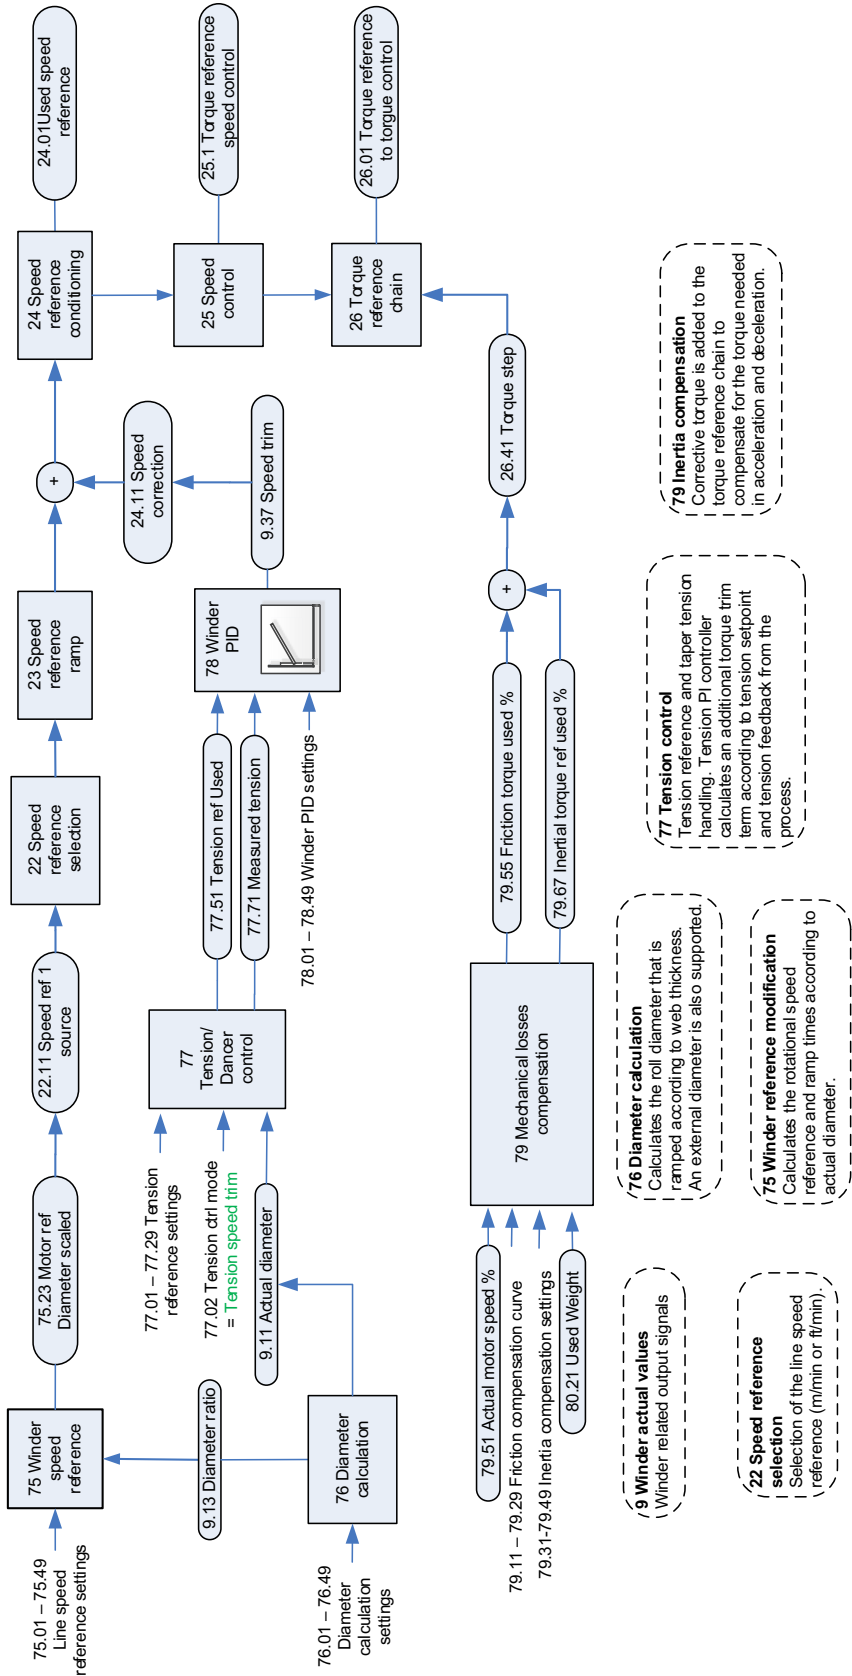 75.01 – 75.49
Line speed
reference settings
75 Winder
speed
reference
75.23 Motor ref
Diameter scaled
22.11 Speed ref 1
source
22 Speed
reference
selection
23 Speed
reference
ramp
+
24 Speed
reference
conditioning
24.01Used speed
reference
9.13 Diameter ratio
76.01 – 76.49
Diameter
calculation
settings
76 Diameter
calculation
9.11 Actual diameter
77.01 – 77.29 Tension
reference settings
77.02 Tension ctrl mode
= Tension speed trim
77
Tension/
Dancer
control
77.51 Tension ref Used
77.71 Measured tension
78.01 – 78.49 Winder PID settings
78 Winder
PID
9.37 Speed trim
24.11 Speed
correction
25 Speed
control
25.1 Torque reference
speed control
26 Torque
reference
chain
26.01 Torque reference
to torgue control
79.51 Actual motor speed %
79.11 – 79.29 Friction compensation curve
79.31-79.49 Inertia compensation settings
80.21 Used Weight
79 Mechanical losses
compensation
79.55 Friction torque used %
79.67 Inertial torque ref used %
+
26.41 Torque step
9 Winder actual values
Winder related output signals
22 Speed reference
selection
Selection of the line speed
reference (m/min or ft/min).
76 Diameter calculation
Calculates the roll diameter that is
ramped according to web thickness.
An external diameter is also supported.
75 Winder reference modification
Calculates the rotational speed
reference and ramp times according to
actual diameter.
77 Tension control
Tension reference and taper tension
handling. Tension PI controller
calculates an additional torque trim
term according to tension setpoint
and tension feedback from the
process.
79 Inertia compensation
Corrective torque is added to the
torque reference chain to
compensate for the torque needed
in acceleration and deceleration.